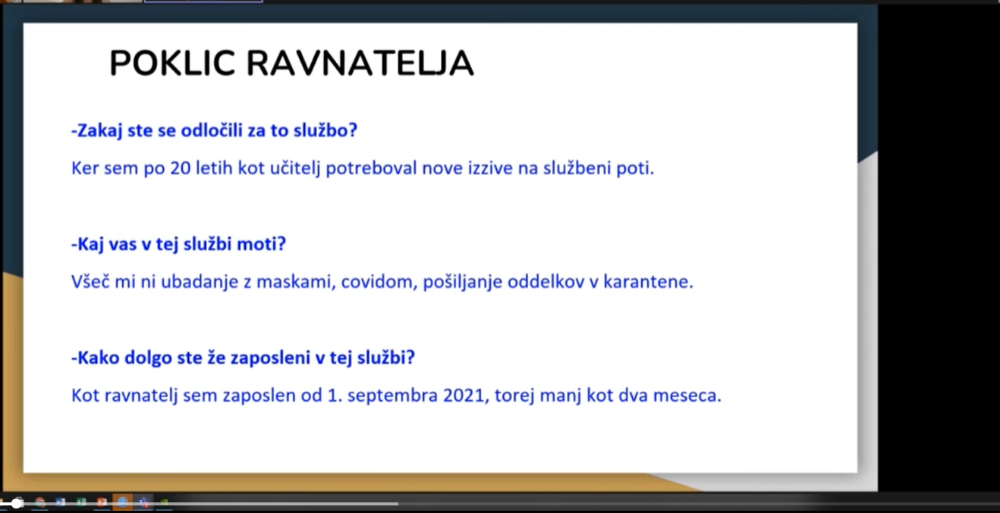 POKLIC RAVNATELJA
-Zakaj ste se odločili za to službo?
Ker sem po 20 letih kot učitelj potreboval nove izzive na službeni poti.
-Kaj vas v tej službi moti?
Všeč mi ni ubadanje z maskami, covidom, pošiljanje oddelkov v karantene.
-Kako dolgo ste že zaposleni v tej službi?
Kot ravnatelj sem zaposlen od 1. septembra 2021, torej manj kot dva meseca.